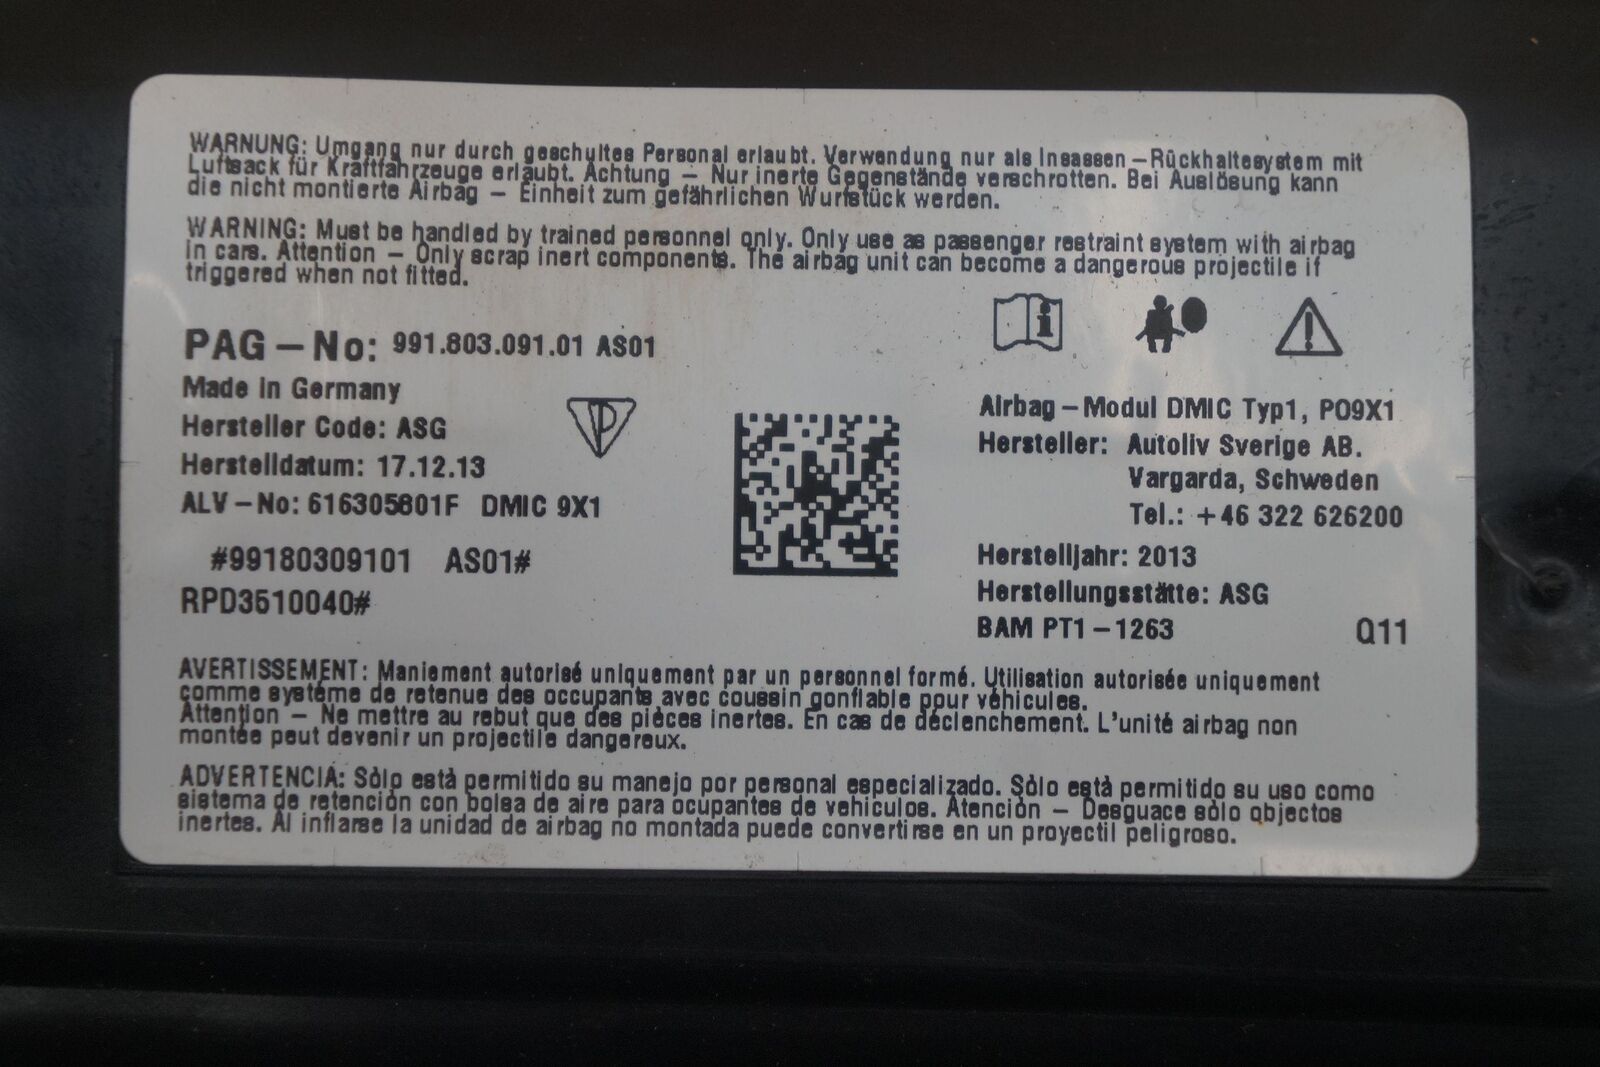 WARNUNG: Umgang nur durch geschultes Personal erlaubt. Verwendung nur als Insassen-Rückhaltesystem mit
Luftsack für Kraftfahrzeuge erlaubt. Achtung - Nur inerte Gegenstände verschrotten. Bei Auslösung kann
die nicht montierte Airbag - Einheit zum gefährlichen Wurfstück werden.
WARNING: Must be handled by trained personnel only. Only use as passenger restraint system with airbag
in cars. Attention - Only scrap inert components. The airbag unit can become a dangerous projectile if
triggered when not fitted.
PAG-No: 991.803.091.01 AS01
Made in Germany
Hersteller Code: ASG
Herstelldatum: 17.12.13
ALV-No: 616305801F DMIC 9X1
#99180309101 AS01#
RPD3510040#
Airbag-Modul DMIC Typ1, PO9X1
Hersteller: Autoliv Sverige AB.
Vargarda, Schweden
Tel.: +46 322 626200
Herstelljahr: 2013
Herstellungsstätte: ASG
BAM PT1-1263 Q11
AVERTISSEMENT: Maniement autorisé uniquement par un personnel formé. Utilisation autorisée uniquement
comme système de retenue des occupants avec coussin gonflable pour véhicules.
Attention - Ne mettre au rebut que des pièces inertes. En cas de déclenchement. L'unité airbag non
montée peut devenir un projectile dangereux.
ADVERTENCIA: Sòlo està permitido su manejo por personal especializado. Sòlo està permitido su uso como
sistema de retención con bolsa de aire para ocupantes de vehiculos. Atención - Desguace sòlo objectos
inertes. Al inflarse la unidad de airbag no montada puede convertirse en un proyectil peligroso.